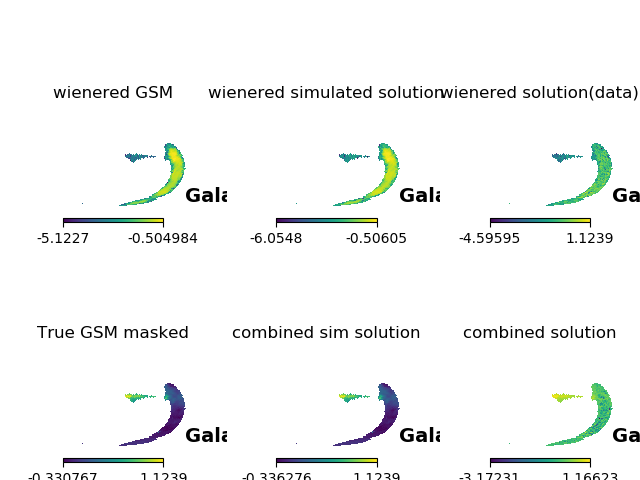 wienered GSM
wienered simulated solution
wienered solution(data)
Gala
Gala
Ga
-5.1227 -0.504984
-6.0548 -0.50605
-4.59595 1.1239
True GSM masked
combined sim solution
combined solution
Gala
Gala
Ga
-0.330767 1.1239
-0.336276 1.1239
-3.17231 1.16623